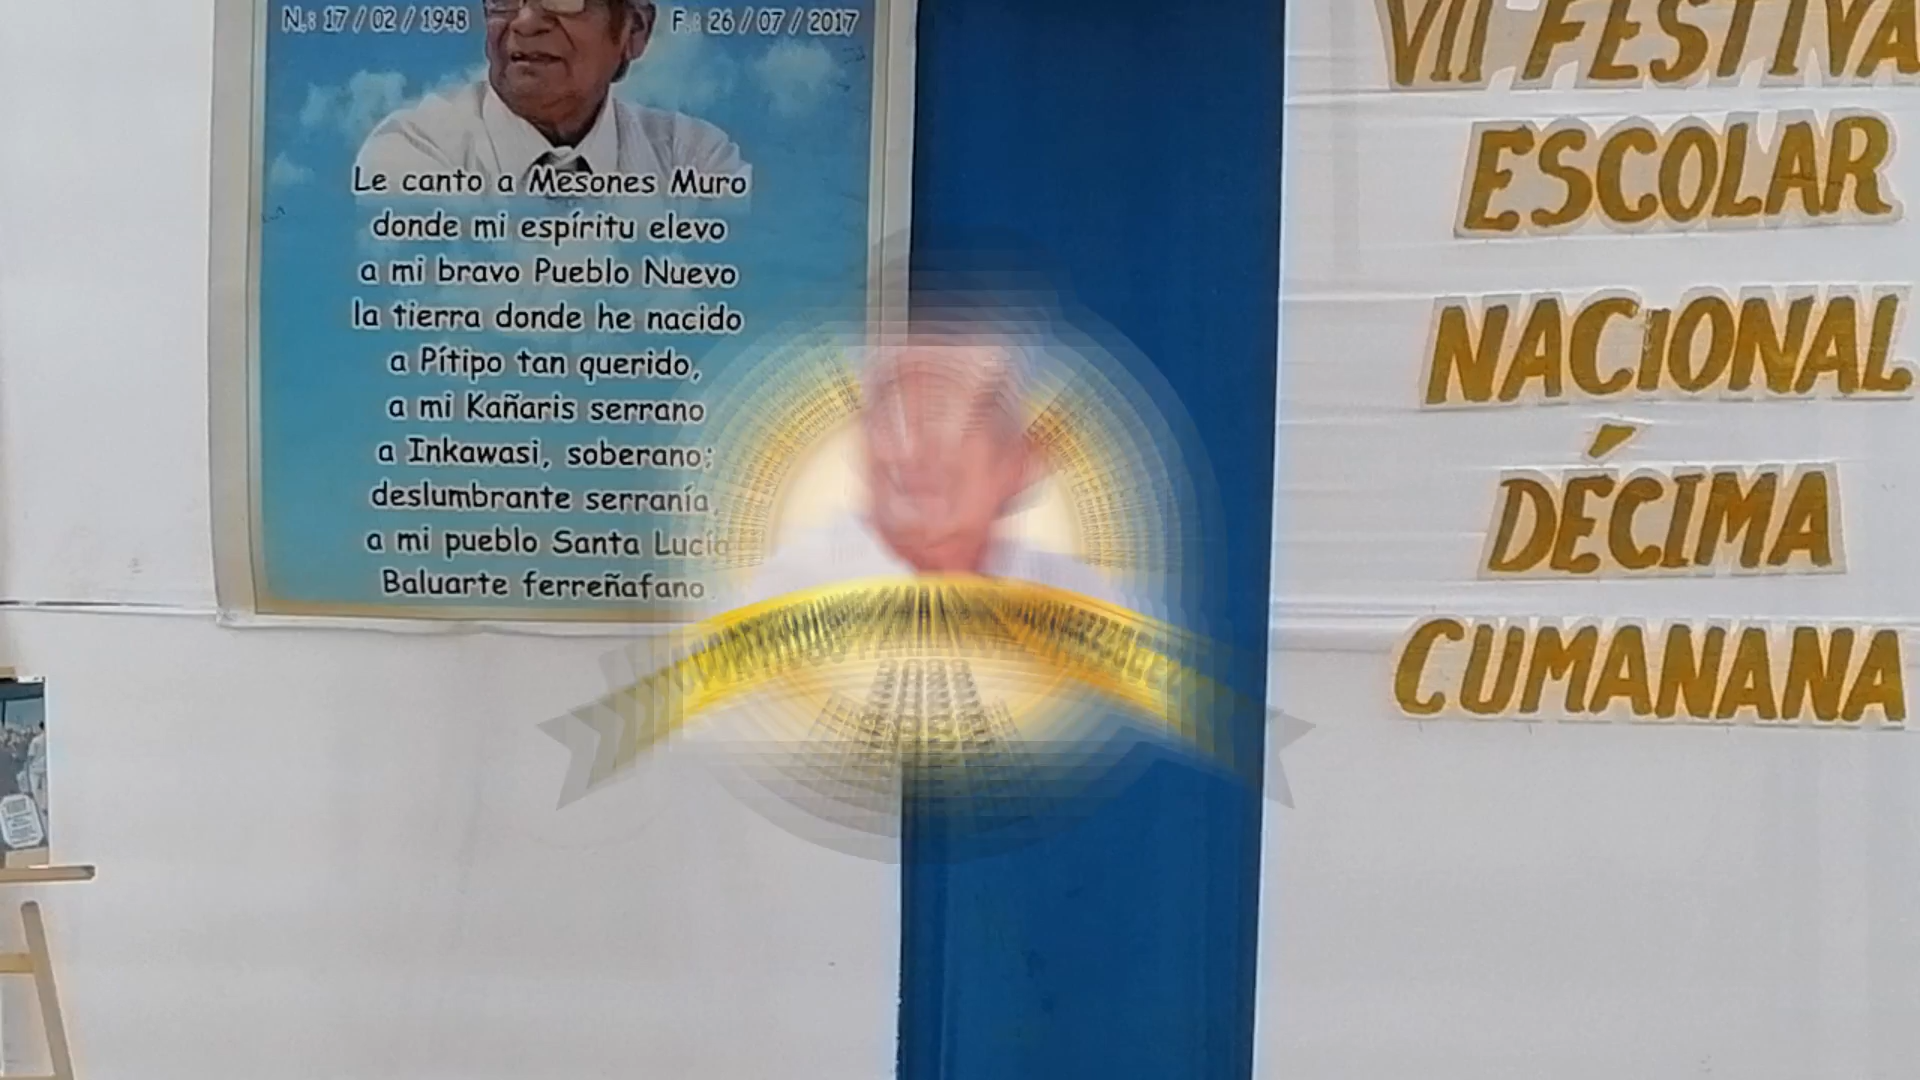 N.: 17 / 02 / 1948
F.: 26 / 07 / 2017
Le canto a Mesones Muro
donde mi espíritu elevo
a mi bravo Pueblo Nuevo
la tierra donde he nacido
a Pítipo tan querido,
a mi Kañaris serrano
a Inkawasi, soberano;
deslumbrante serranía,
a mi pueblo Santa Lucía
Baluarte ferreñafano.
VII FESTIVA
ESCOLAR
NACIONAL
DÉCIMA
CUMANANA